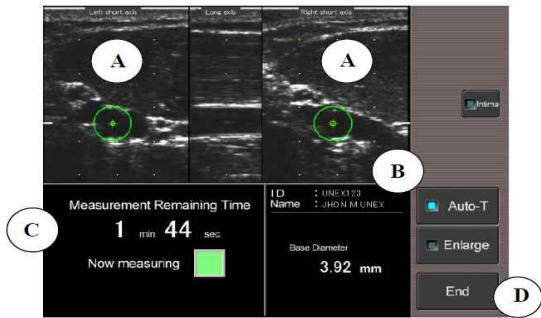 Left short axis Long axis Right short axis
A A
Intima
B
ID : UNEX123
Name : JHON M UNEX
Auto-T
C
Measurement Remaining Time
1 min 44 sec
Now measuring
Base Diameter
3.92 mm
Enlarge
End
D